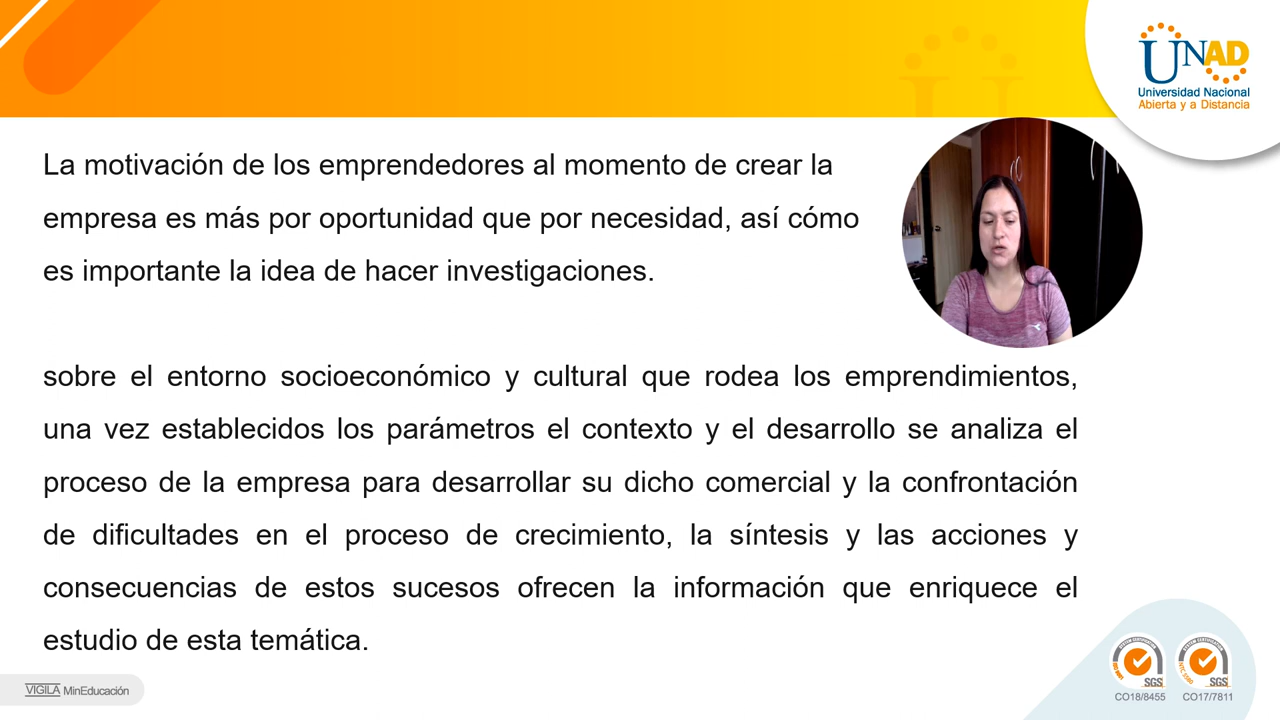 UNAD
Universidad Nacional
Abierta y a Distancia
La motivación de los emprendedores al momento de crear la
empresa es más por oportunidad que por necesidad, así cómo
es importante la idea de hacer investigaciones.
sobre el entorno socioeconómico y cultural que rodea los emprendimientos,
una vez establecidos los parámetros el contexto y el desarrollo se analiza el
proceso de la empresa para desarrollar su dicho comercial y la confrontación
de dificultades en el proceso de crecimiento, la síntesis y las acciones y
consecuencias de estos sucesos ofrecen la información que enriquece el
estudio de esta temática.
VIGILA MinEducación
SGS SGS
CO18/8455 CO17/7811